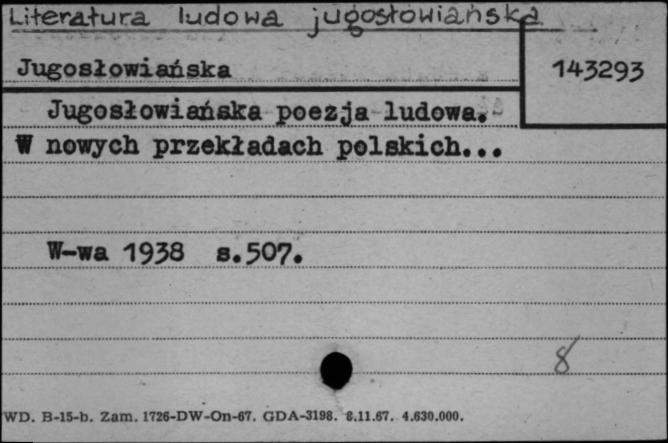 Literatura ludowa jugosłowiańska
Jugosłowiańska
143293
Jugosłowiańska poezja ludowa.-
W nowych przekładach polskich...
W-wa 1938 s.507.
8
WD. B-15-b. Zam. 1726-DW-On-67. GDA-3198. 8.11.67. 4.630.000.